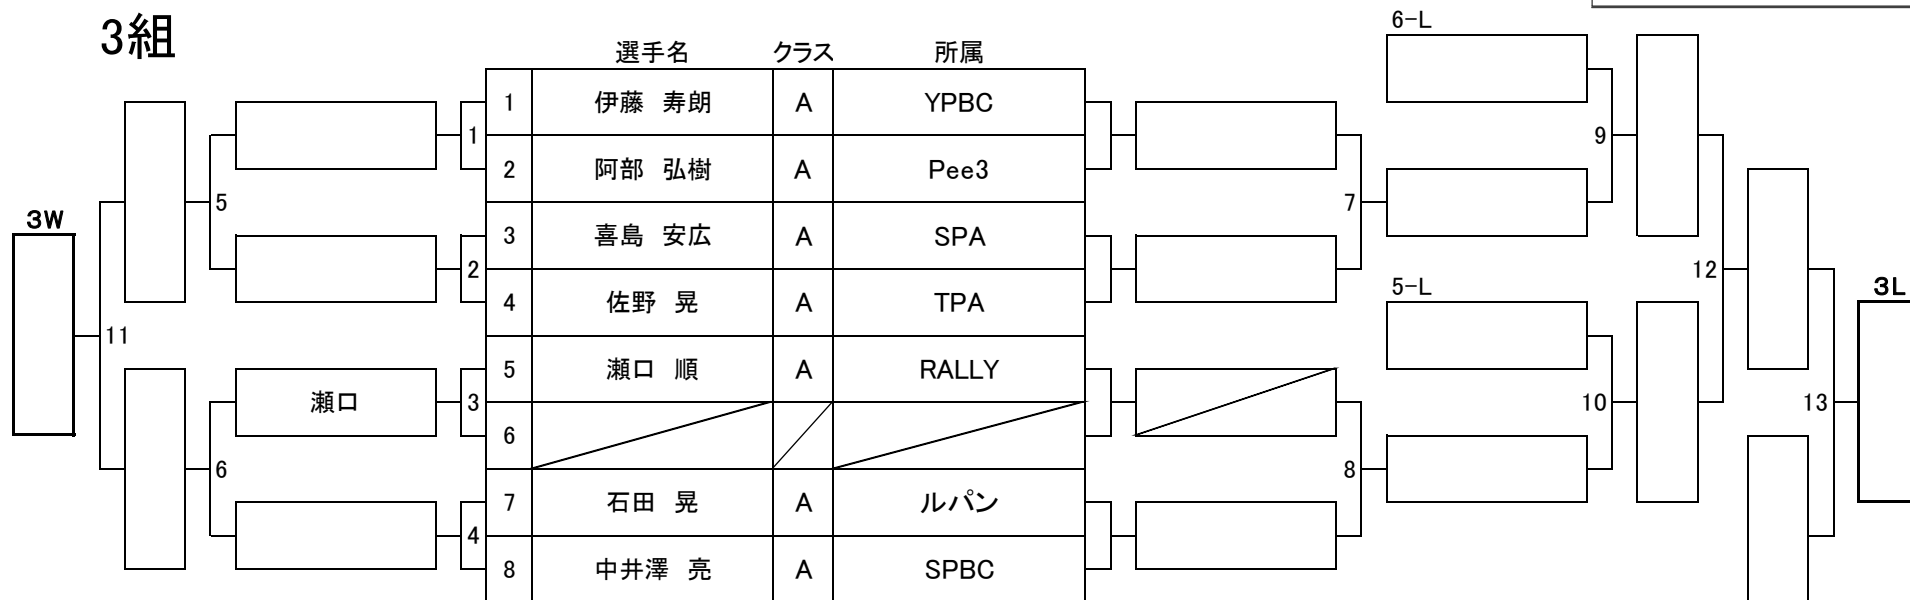 3組
6-L
選手名 クラス 所属
1 伊藤 寿朗 A YPBC
1
9
2 阿部 弘樹 A Pee3
5
7
3W
3 喜島 安広 A SPA
2
12
4 佐野 晃 A TPA
5-L
3L
11
5 瀬口 順 A RALLY
瀬口
3
10
13
6
6
8
7 石田 晃 A ルパン
4
8 中井澤 亮 A SPBC